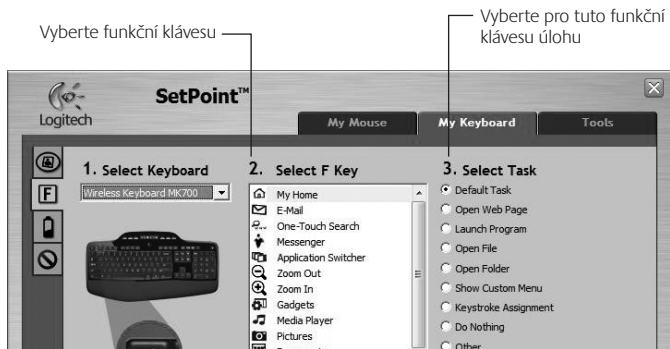 Vyberte funkční klávesu
Vyberte pro tuto funkční
klávesu úlohu
Logitech
SetPoint™
My Mouse
My Keyboard
Tools
1. Select Keyboard
Wireless Keyboard MK700
2. Select F Key
My Home
E-Mail
One-Touch Search
Messenger
Application Switcher
Zoom Out
Zoom In
Gadgets
Media Player
Pictures
3. Select Task
Default Task
Open Web Page
Launch Program
Open File
Open Folder
Show Custom Menu
Keystroke Assignment
Do Nothing
Other